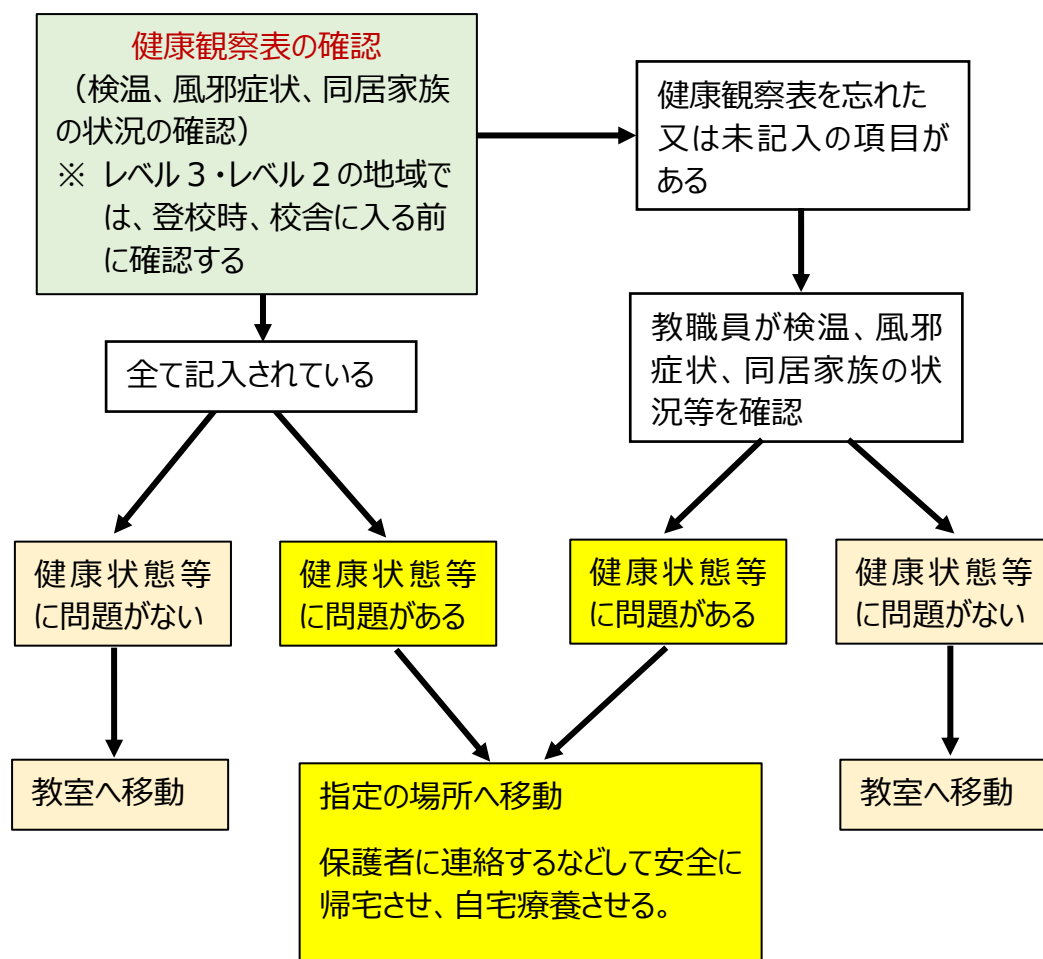 健康観察表の確認
（検温、風邪症状、同居家族
の状況の確認）
※ レベル３・レベル２の地域で
は、登校時、校舎に入る前
に確認する
健康観察表を忘れた
又は未記入の項目が
ある
全て記入されている
教職員が検温、風邪
症状、同居家族の状
況等を確認
健康状態等
に問題がない
健康状態等
に問題がある
健康状態等
に問題がある
健康状態等
に問題がない
教室へ移動
指定の場所へ移動
保護者に連絡するなどして安全に
帰宅させ、自宅療養させる。
教室へ移動